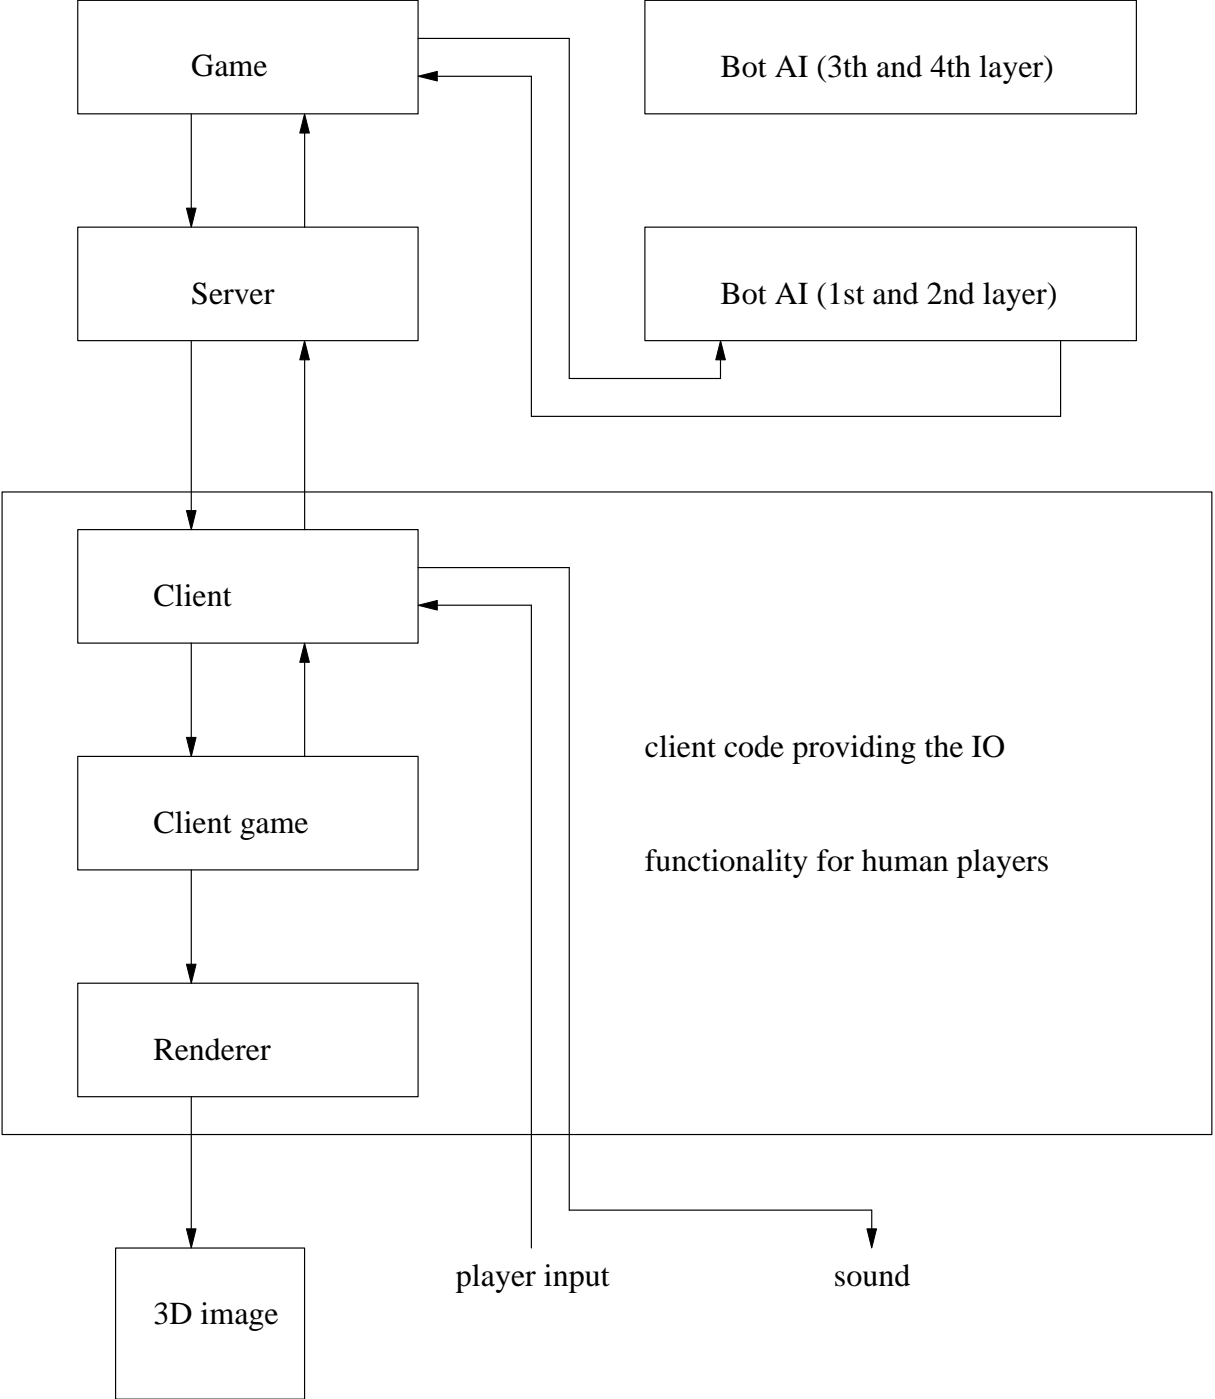 Game
Bot AI (3th and 4th layer)
Server
Bot AI (1st and 2nd layer)
Client
client code providing the IO
Client game
functionality for human players
Renderer
player input
sound
3D image